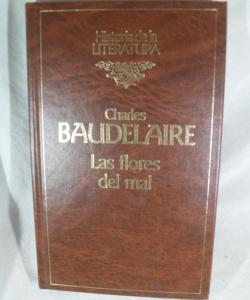 Historia de la
LITERATURA
Charles
BAUDELAIRE
Las flores
del mal